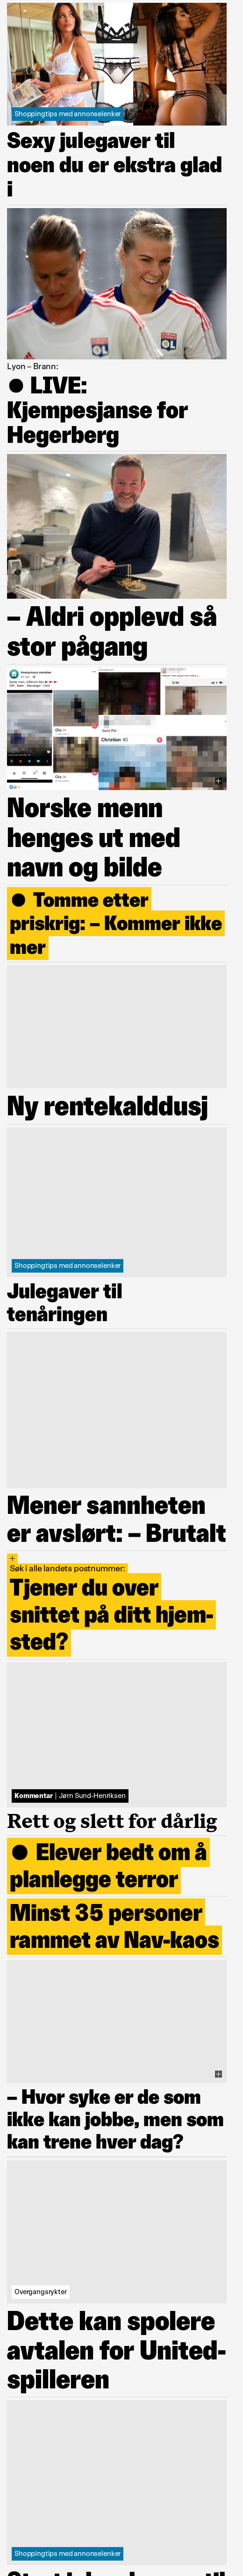 Shoppingtips med annonselenker
Sexy julegaver til
noen du er ekstra glad
i
Lyon – Brann:
● LIVE:
Kjempesjanse for
Hegerberg
– Aldri opplevd så
stor pågang
Christian 40
Norske menn
henges ut med
navn og bilde
● Tomme etter
priskrig: – Kommer ikke
mer
Ny rentekalddusj
Shoppingtips med annonselenker
Julegaver til
tenåringen
Mener sannheten
er avslørt: – Brutalt
+
Søk i alle landets postnummer:
Tjener du over
snittet på ditt hjem-
sted?
Kommentar | Jørn Sund-Henriksen
Rett og slett for dårlig
● Elever bedt om å
planlegge terror
Minst 35 personer
rammet av Nav-kaos
– Hvor syke er de som
ikke kan jobbe, men som
kan trene hver dag?
Overgangsrykter
Dette kan spolere
avtalen for United-
spilleren
Shoppingtips med annonselenker